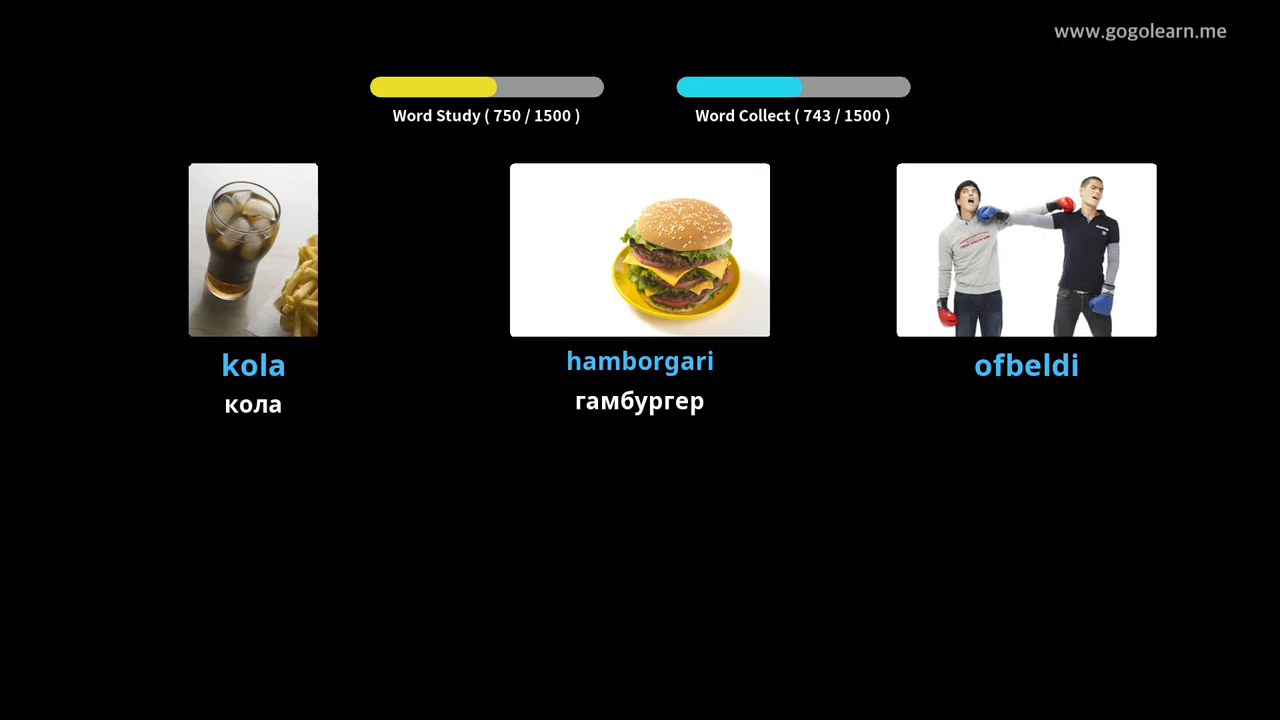 www.gogolearn.me
Word Study ( 750 / 1500 )
Word Collect ( 743 / 1500 )
kola
кола
hamborgari
гамбургер
ofbeldi